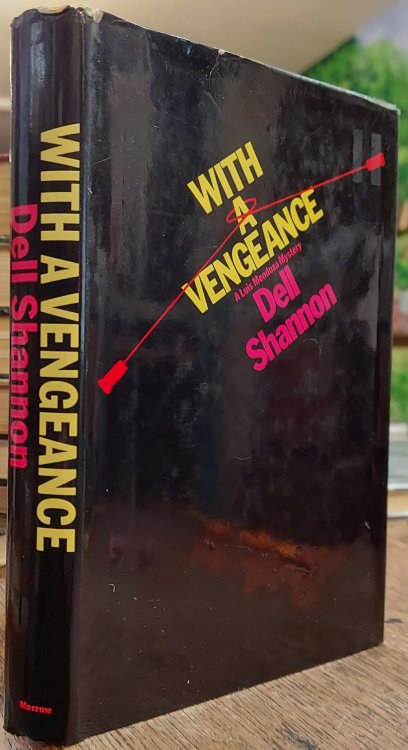 WITH A VENGEANCE
Dell Shannon
Morrow
WITH
A
VENGEANCE
A Luis Mendoza Mystery
Dell
Shannon